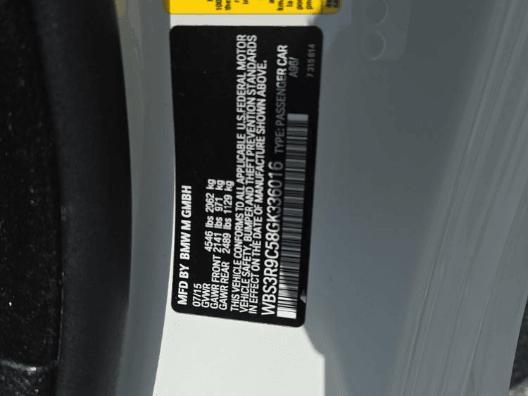 MFD BY BMW M GMBH
07/15
GVWR 4546 lbs 2062 kg
GAWR FRONT 2141 lbs 971 kg
GAWR REAR 2489 lbs 1129 kg
THIS VEHICLE CONFORMS TO ALL APPLICABLE U.S. FEDERAL MOTOR
VEHICLE SAFETY, BUMPER, AND THEFT PREVENTION STANDARDS
IN EFFECT ON THE DATE OF MANUFACTURE SHOWN ABOVE.
WBS3R9C58GK336016 TYPE: PASSENGER CAR
A96/
7 315 614